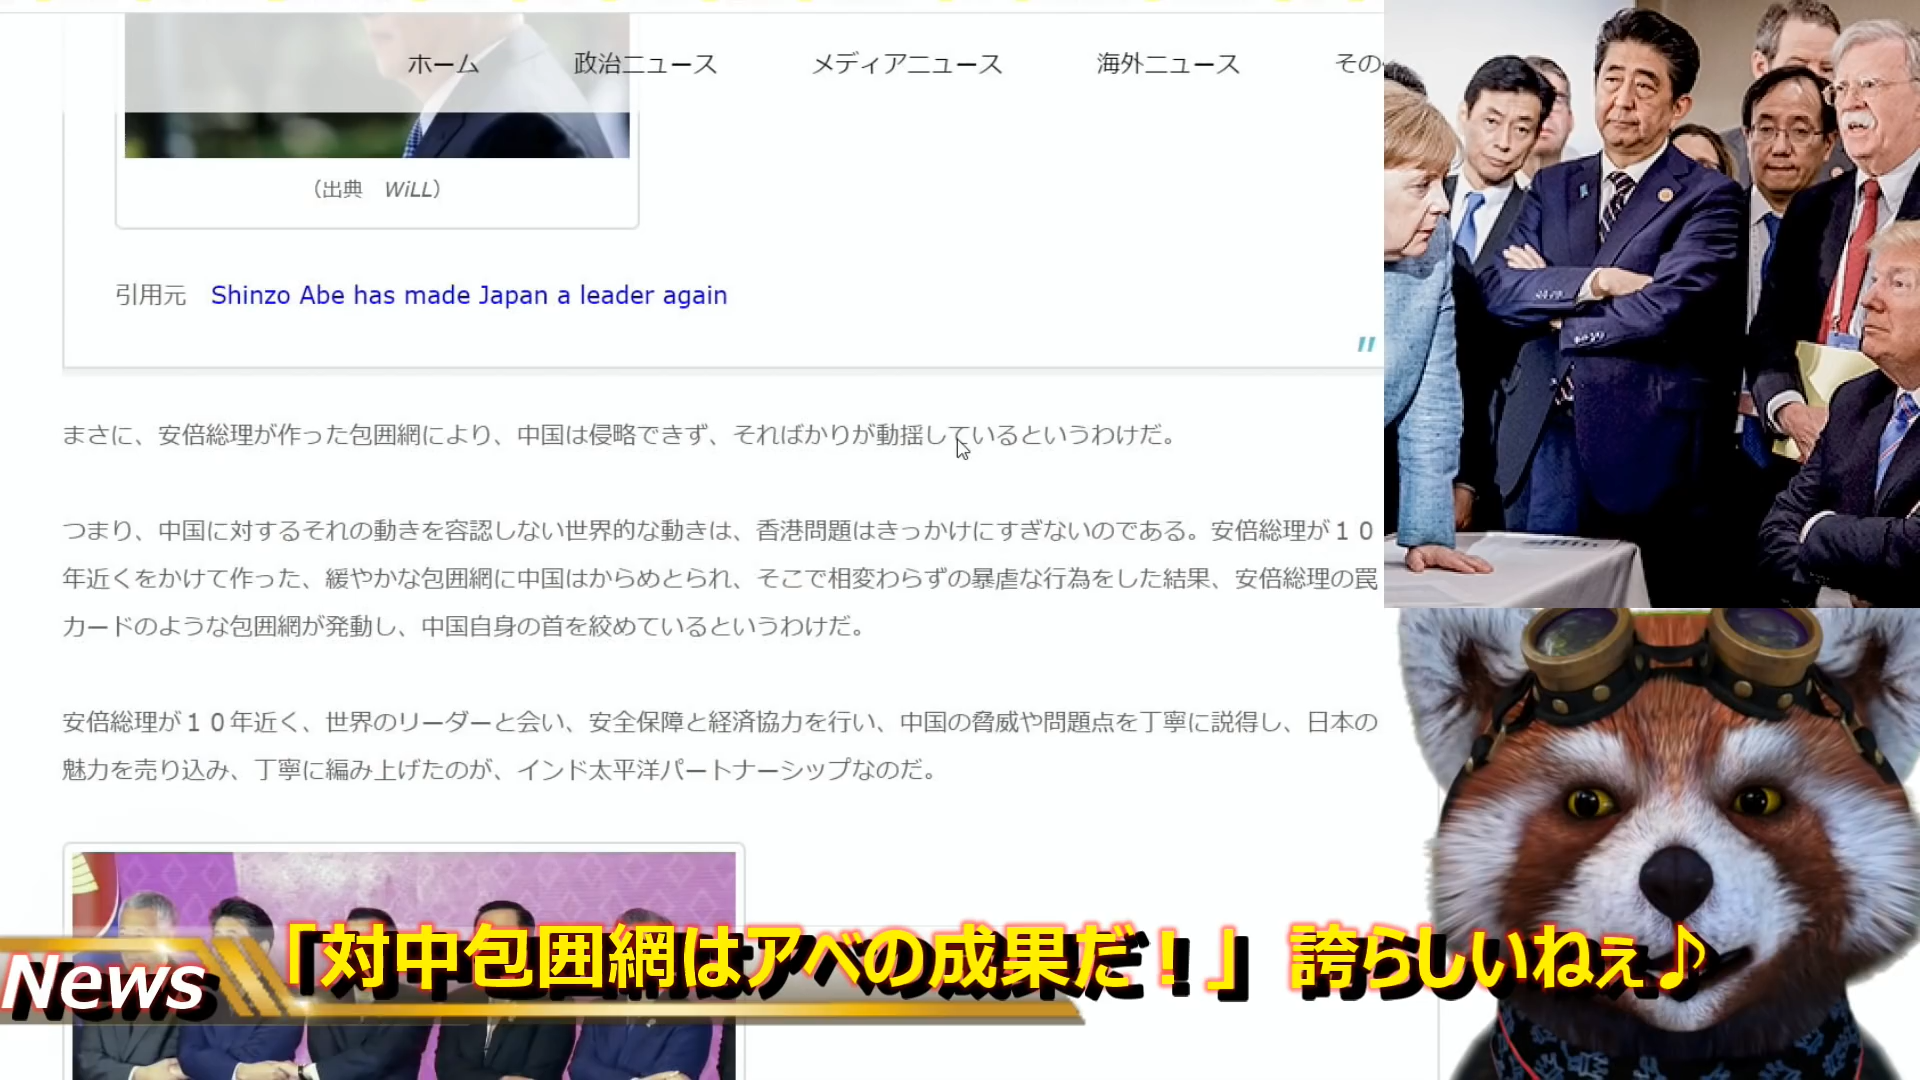 ホーム 政治ニュース メディアニュース 海外ニュース その
（出典 WiLL）
引用元 Shinzo Abe has made Japan a leader again
"
まさに、安倍総理が作った包囲網により、中国は侵略できず、そればかりが動揺しているというわけだ。
つまり、中国に対するそれの動きを容認しない世界的な動きは、香港問題はきっかけにすぎないのである。安倍総理が１０
年近くをかけて作った、緩やかな包囲網に中国はからめとられ、そこで相変わらずの暴虐な行為をした結果、安倍総理の罠
カードのような包囲網が発動し、中国自身の首を絞めているというわけだ。
安倍総理が１０年近く、世界のリーダーと会い、安全保障と経済協力を行い、中国の脅威や問題点を丁寧に説得し、日本の
魅力を売り込み、丁寧に編み上げたのが、インド太平洋パートナーシップなのだ。
News 「対中包囲網はアベの成果だ！」誇らしいねぇ♪